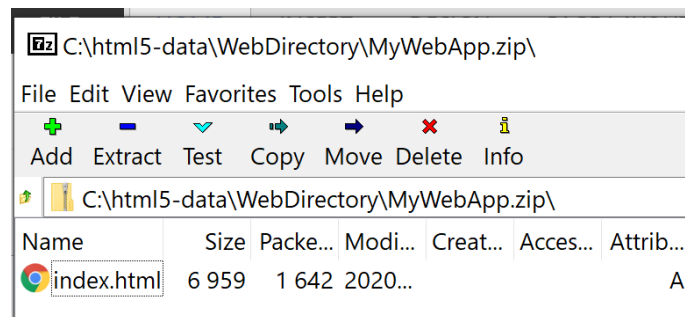 7z C:\html5-data\WebDirectory\MyWebApp.zip\
File Edit View Favorites Tools Help
Add Extract Test Copy Move Delete Info
C:\html5-data\WebDirectory\MyWebApp.zip\
Name Size Packe... Modi... Creat... Acces... Attrib...
index.html 6 959 1 642 2020... A